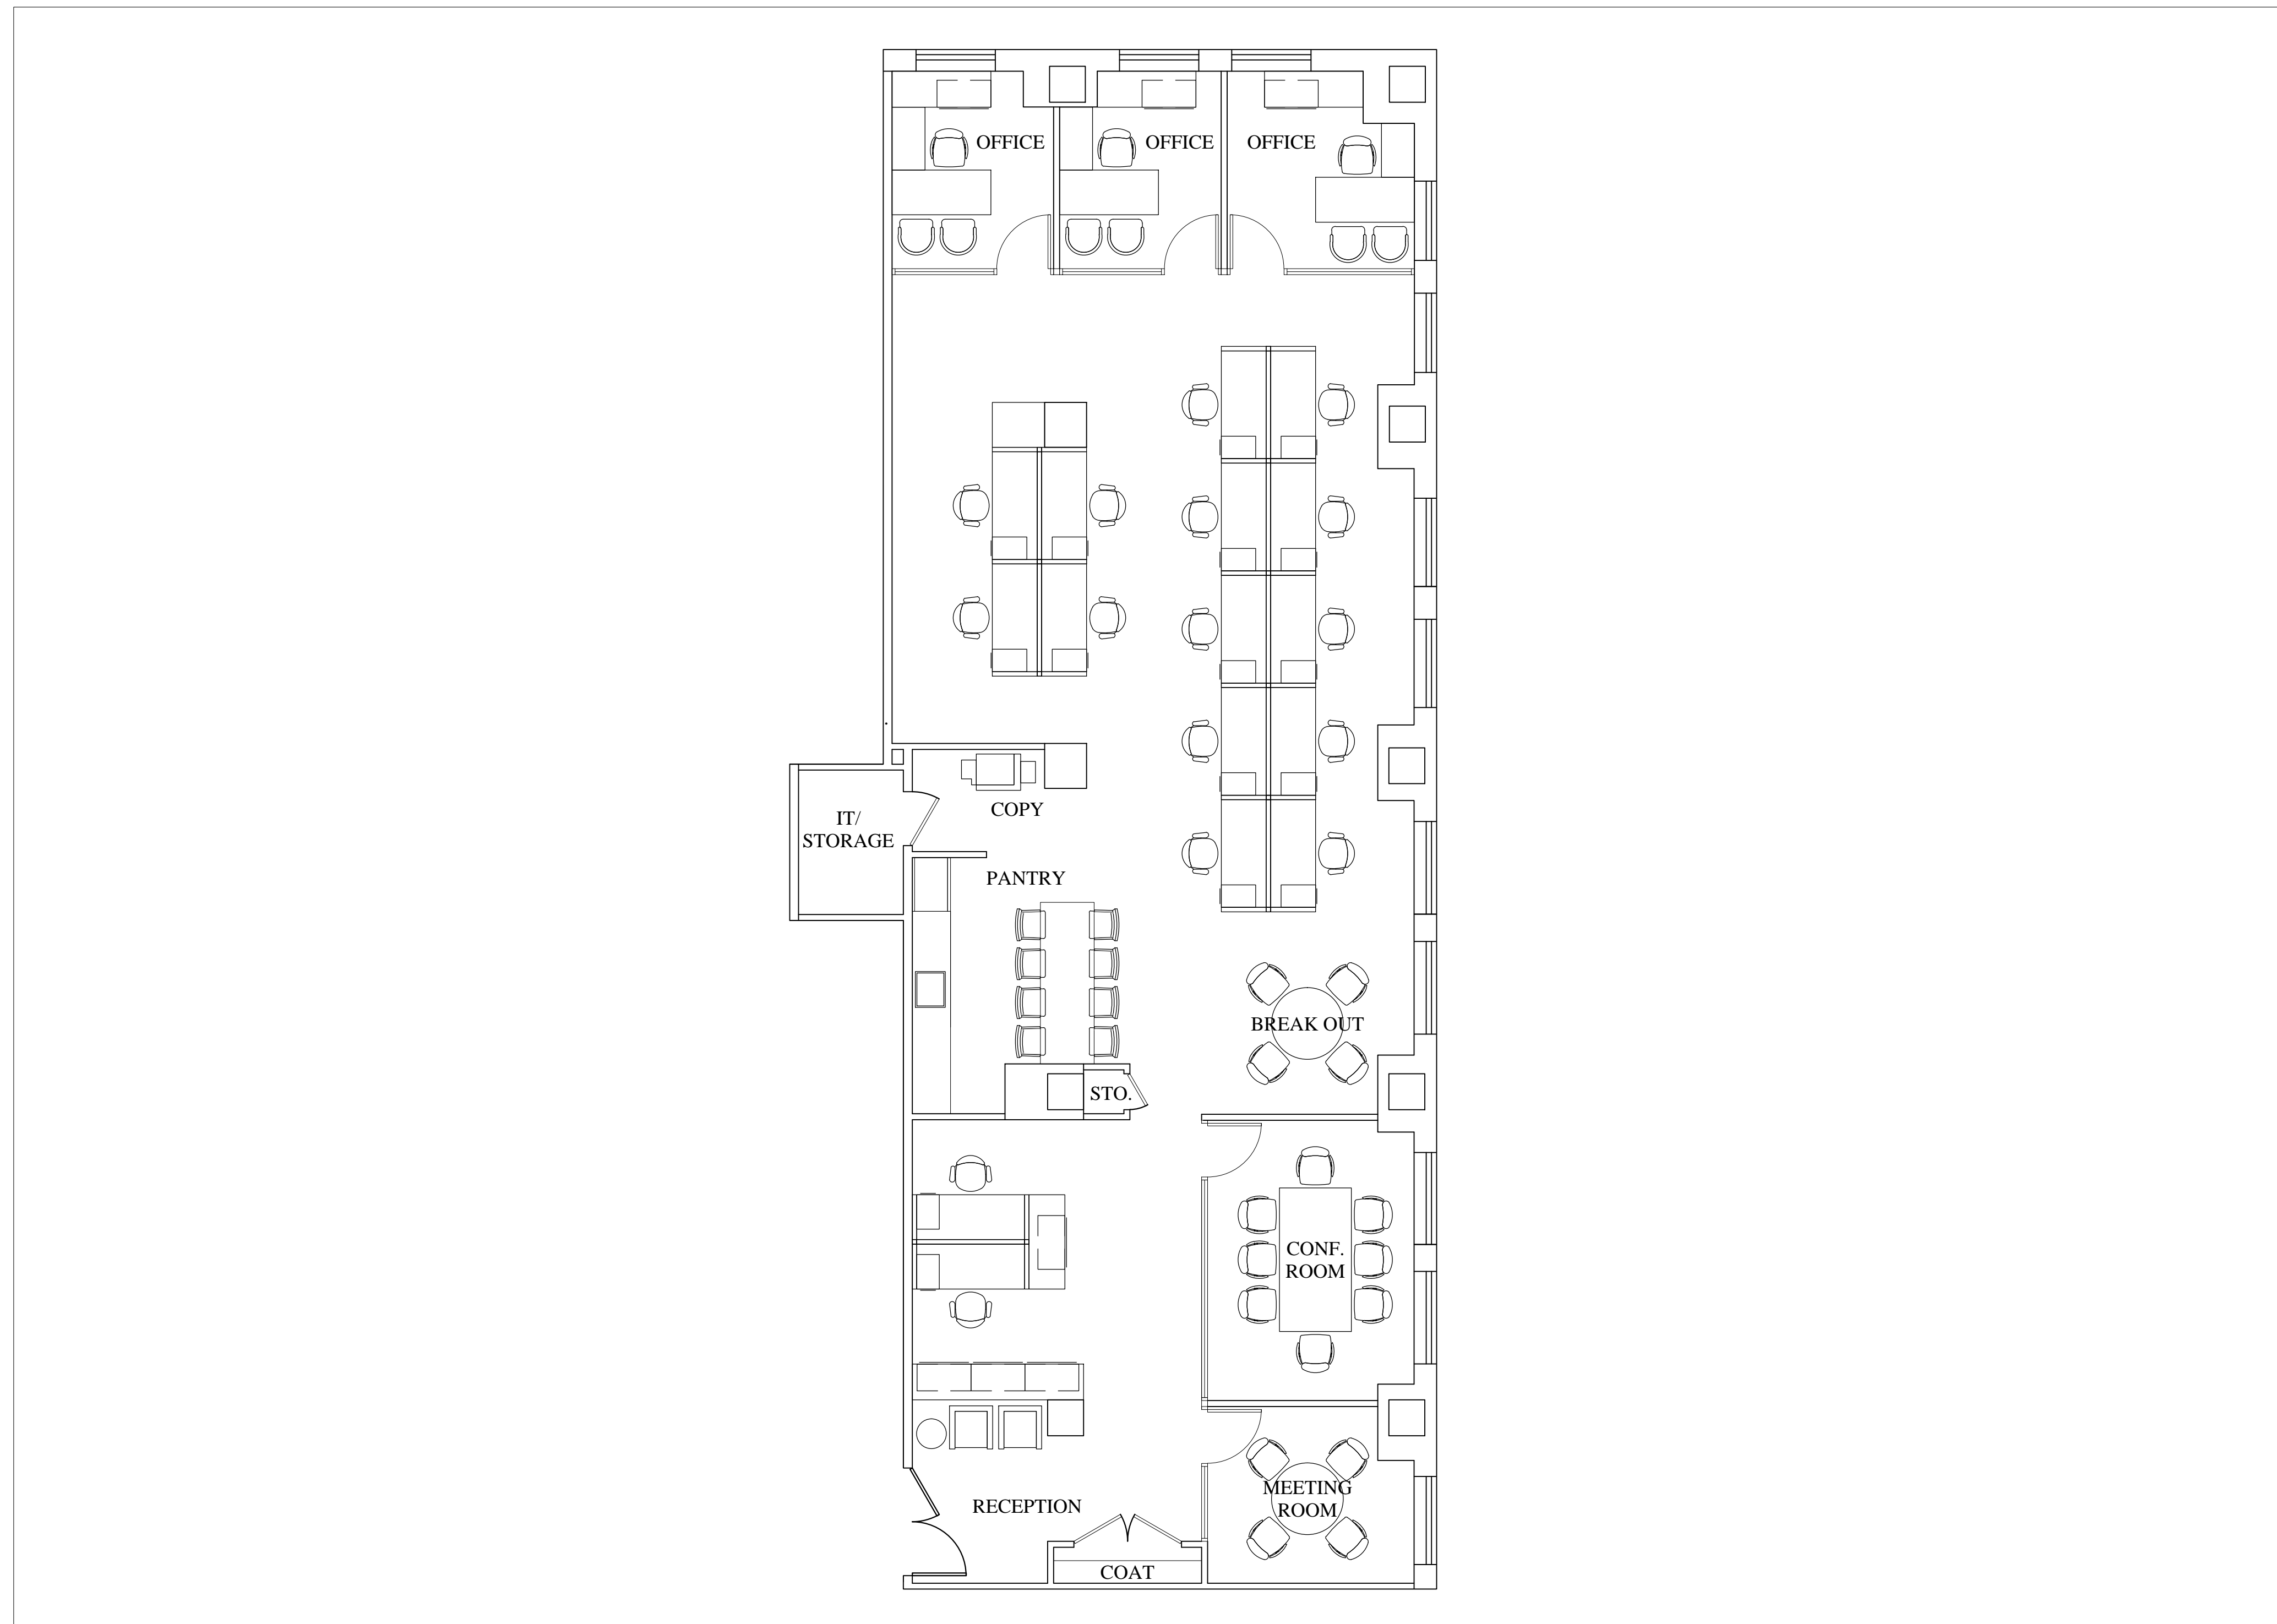 OFFICE
OFFICE
OFFICE
COPY
IT/
STORAGE
PANTRY
BREAK OUT
STO.
CONF.
ROOM
MEETING
ROOM
RECEPTION
COAT